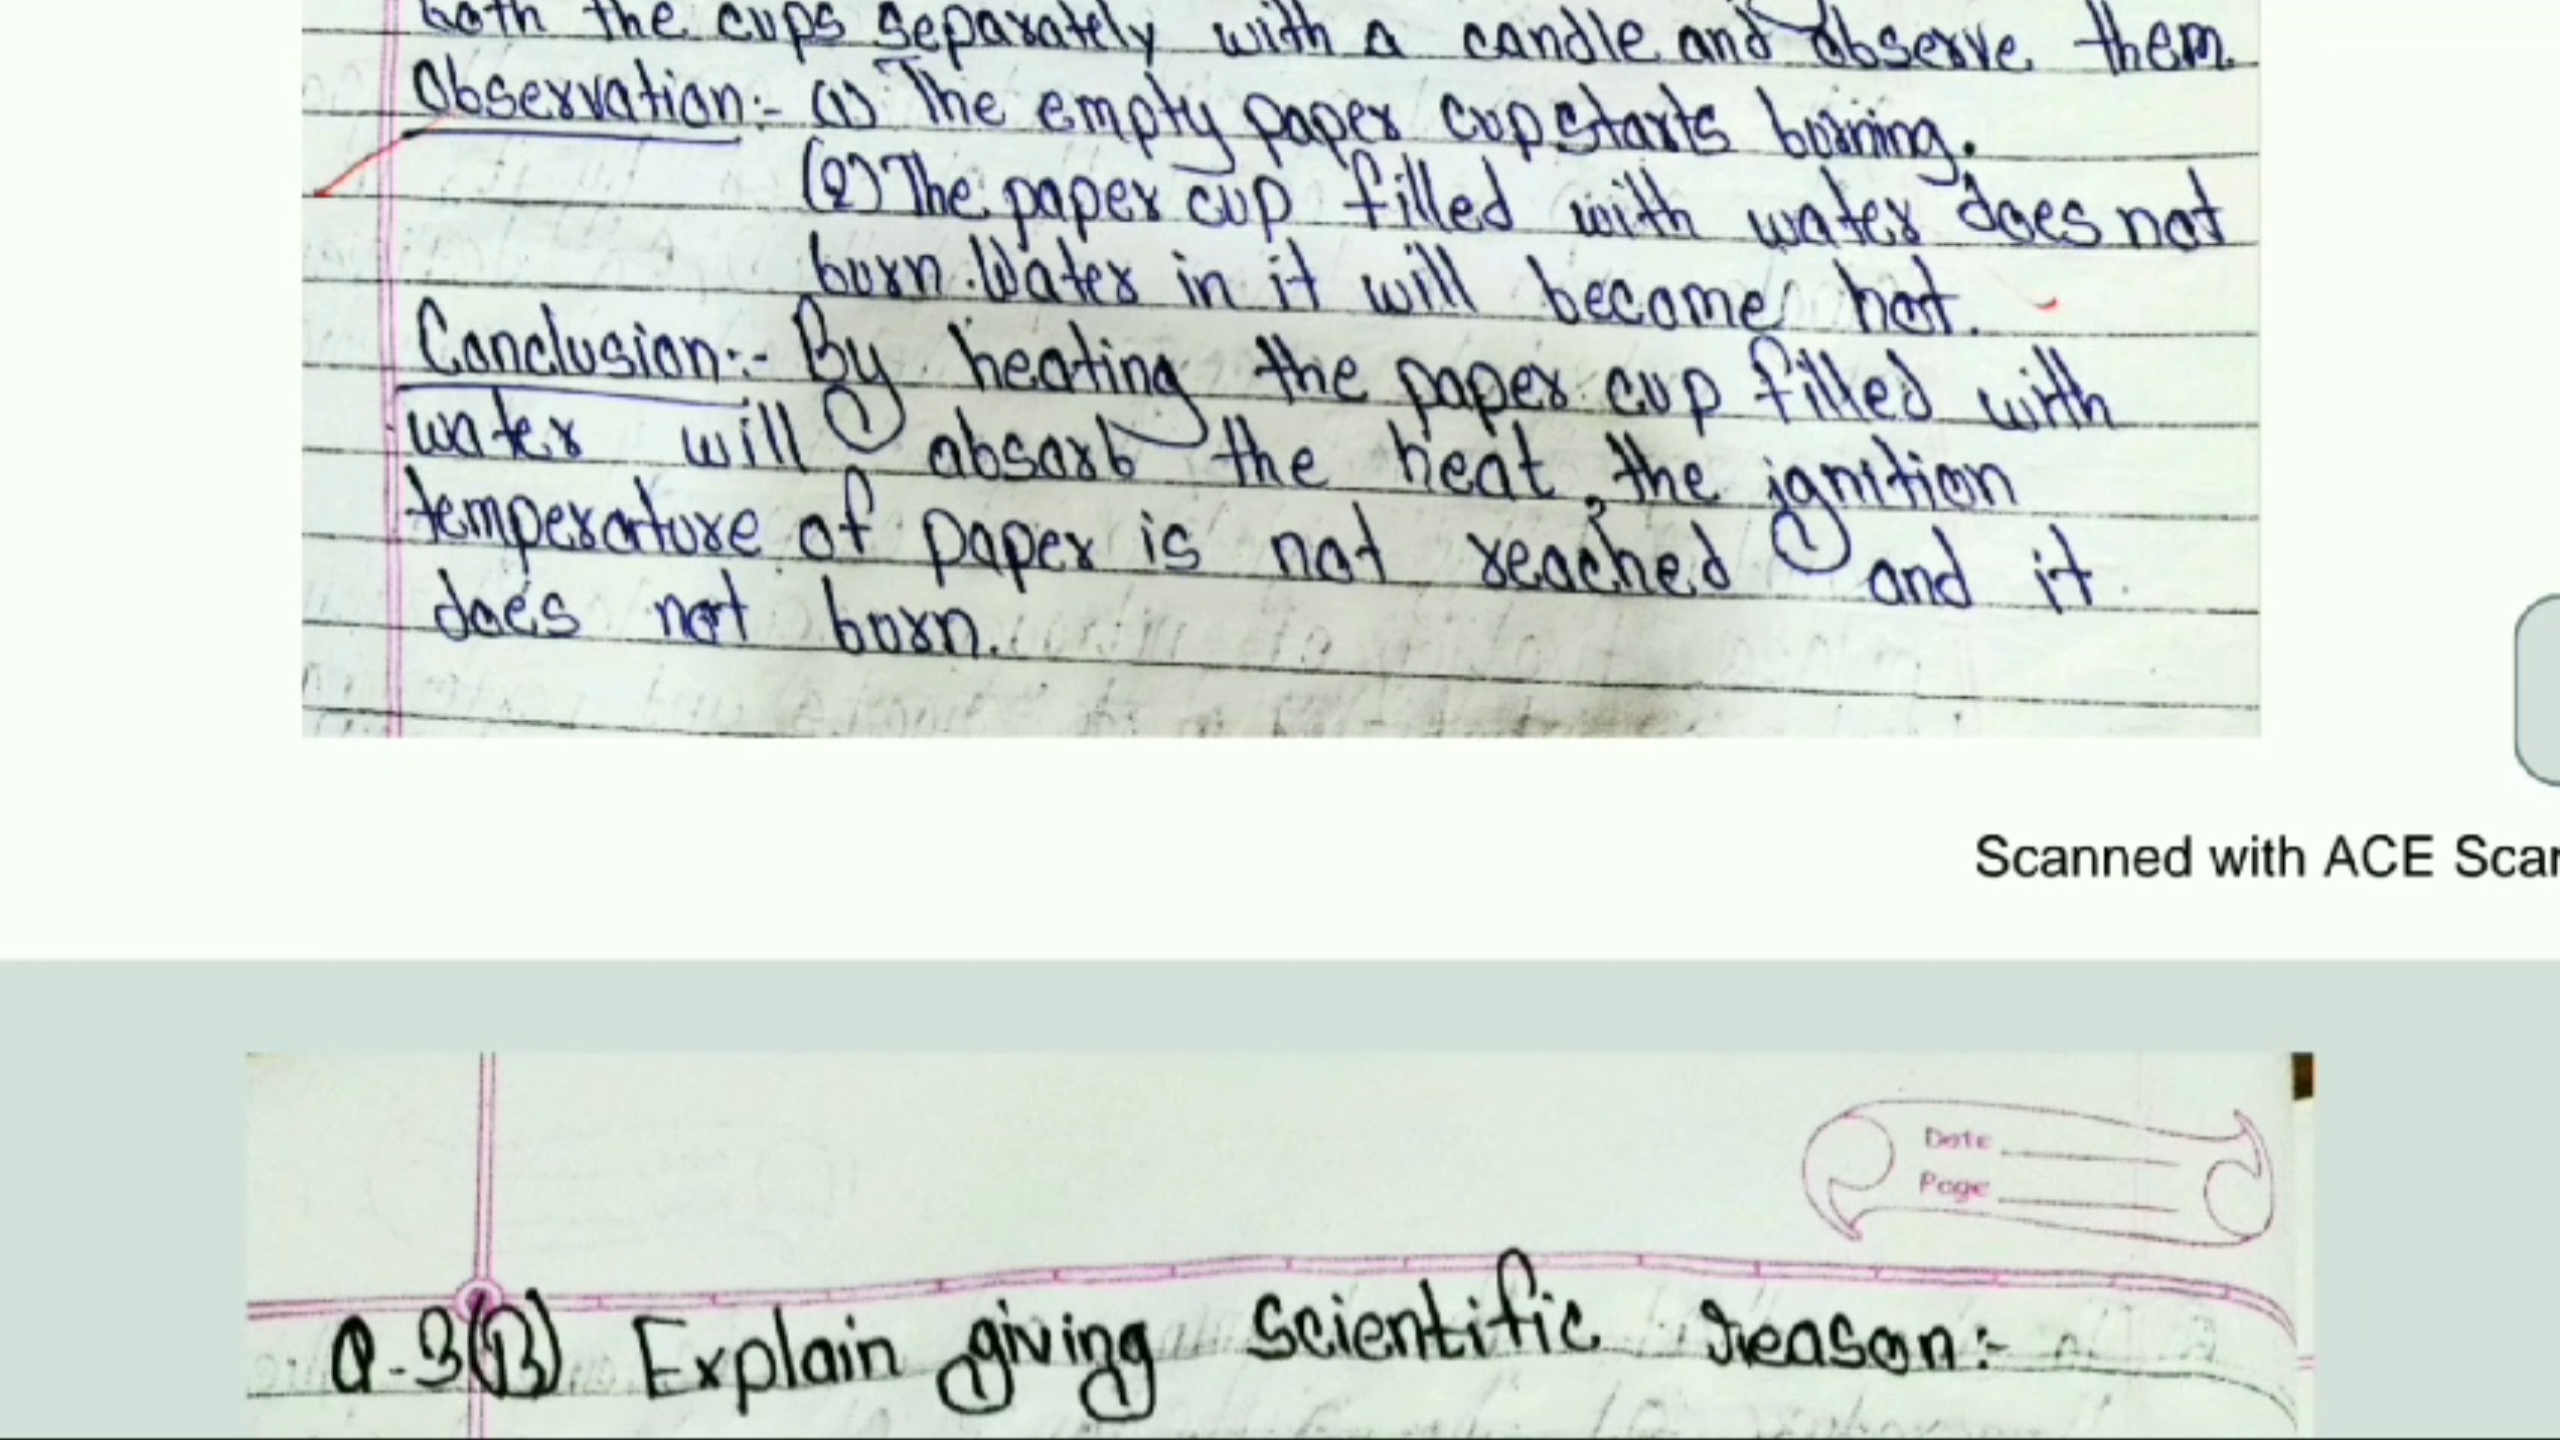 both the cups separately with a candle and observe them.
Observation:- (1) The empty paper cup starts borning.
(2) The paper cup filled with water does not
burn. Water in it will become hot.
Conclusion:- By heating the paper cup filled with
water will absorb the heat, the ignition
temperature of paper is not reached and it
does not born.
Scanned with ACE Scan
Date
Page
Q-3(B) Explain giving Scientific reason:-